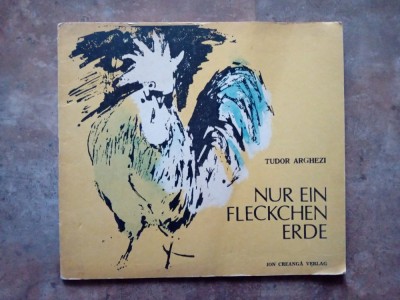 TUDOR ARGHEZI
NUR EIN
FLECKCHEN
ERDE
ION CREANGĂ VERLAG